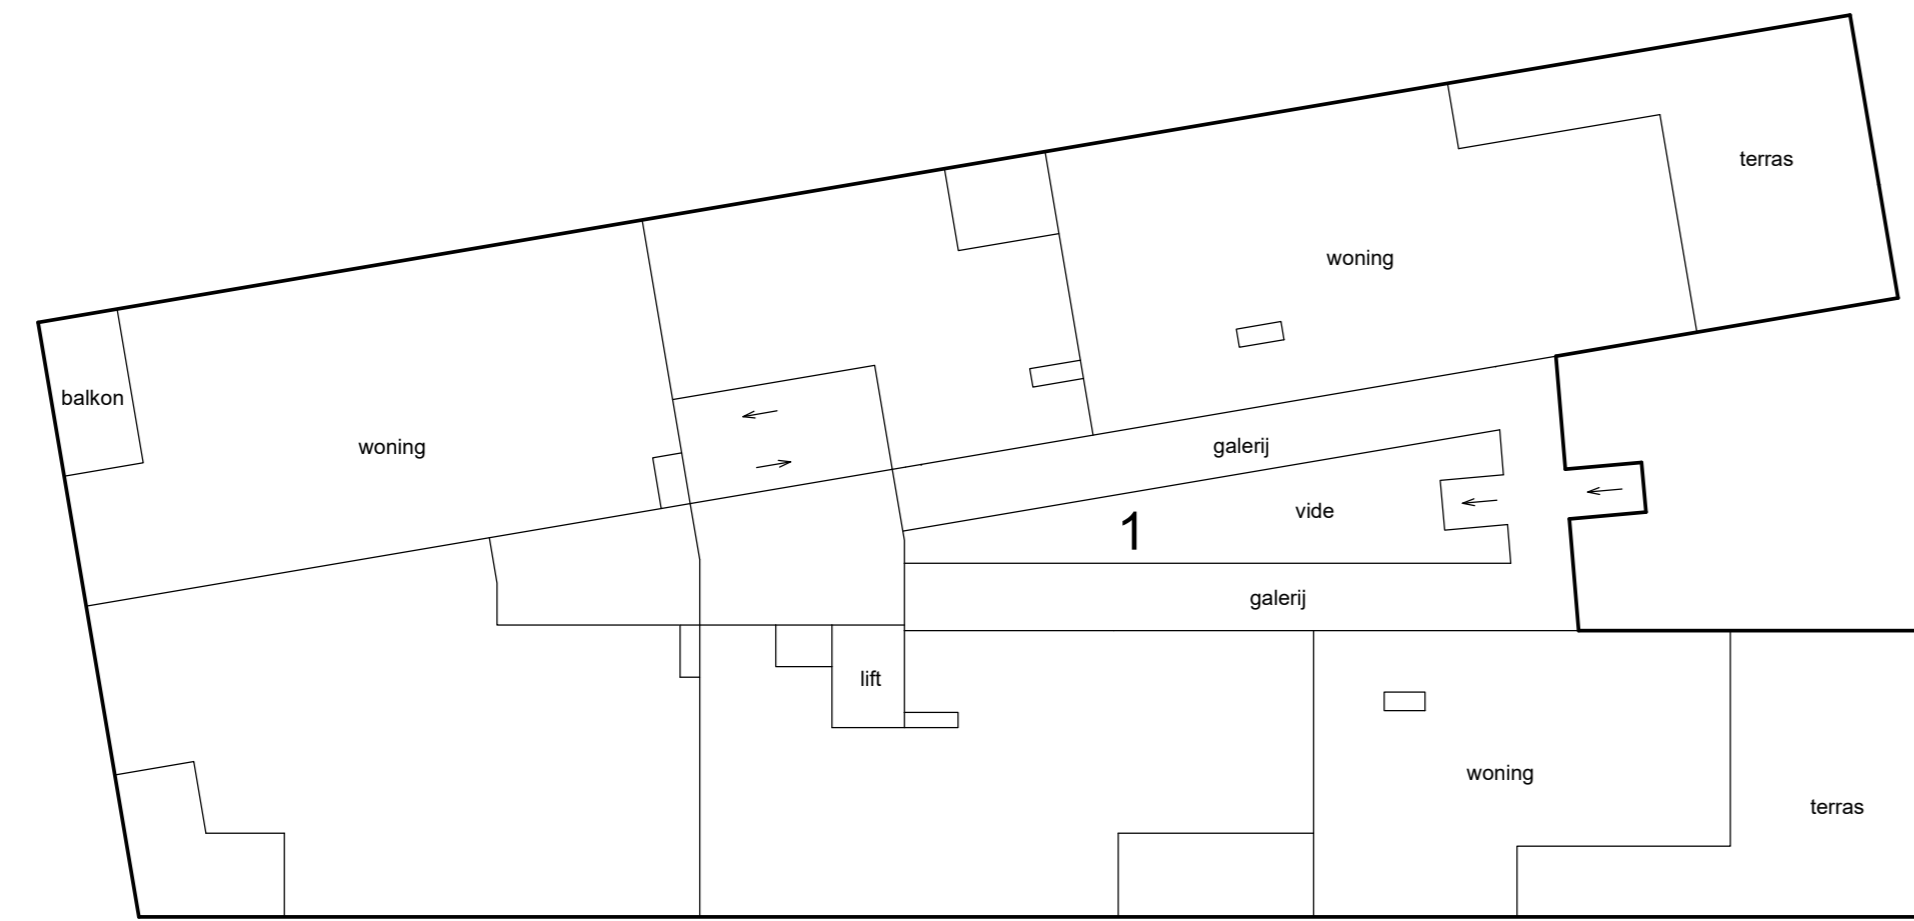 terras
woning
balkon
woning
galerij
vide
1
galerij
lift
woning
terras